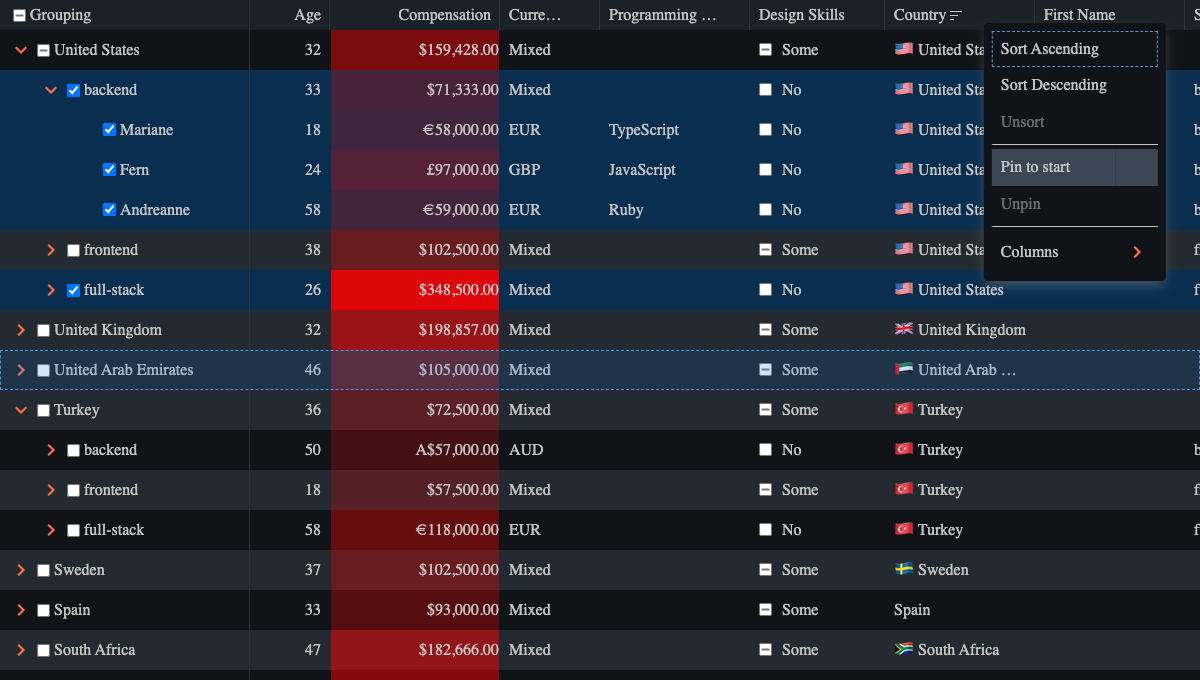 Grouping Age Compensation Curre… Programming … Design Skills Country First Name S
United States 32 $159,428.00 Mixed Some United Sta
Sort Ascending
backend 33 $71,333.00 Mixed No United Sta b
Sort Descending
Mariane 18 €58,000.00 EUR TypeScript No United Sta
Unsort
Fern 24 £97,000.00 GBP JavaScript No United Sta
Pin to start
Andreanne 58 €59,000.00 EUR Ruby No United Sta b
Unpin
frontend 38 $102,500.00 Mixed Some United Sta f
Columns
full-stack 26 $348,500.00 Mixed No United States f
United Kingdom 32 $198,857.00 Mixed Some United Kingdom
United Arab Emirates 46 $105,000.00 Mixed Some United Arab …
Turkey 36 $72,500.00 Mixed Some Turkey
backend 50 A$57,000.00 AUD No Turkey b
frontend 18 $57,500.00 Mixed Some Turkey f
full-stack 58 €118,000.00 EUR No Turkey f
Sweden 37 $102,500.00 Mixed Some Sweden
Spain 33 $93,000.00 Mixed Some Spain
South Africa 47 $182,666.00 Mixed Some South Africa